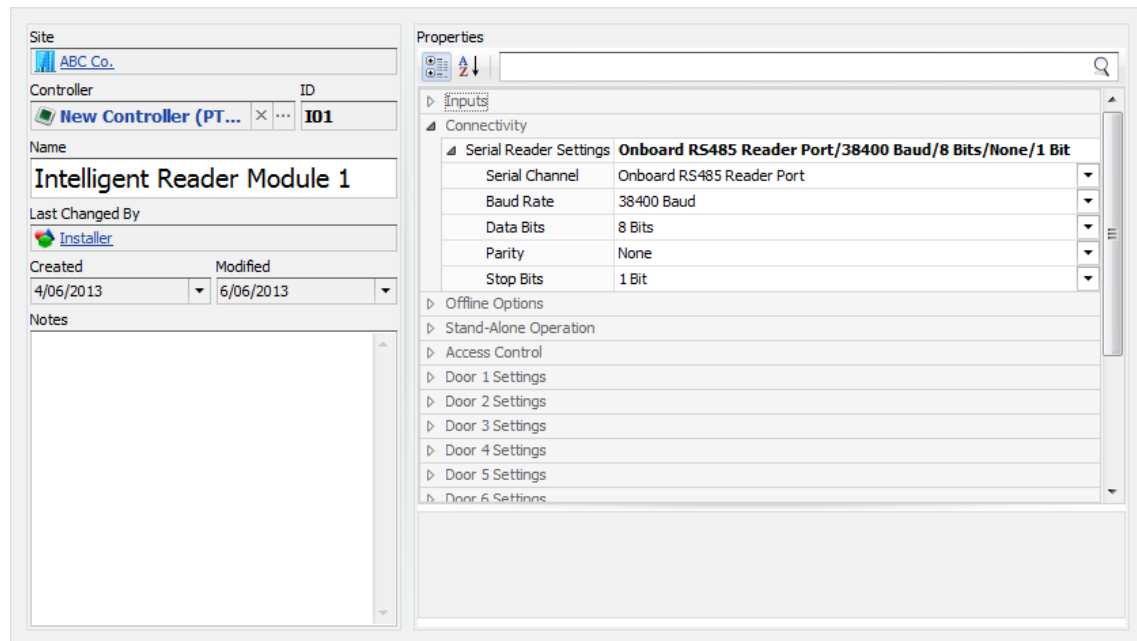 Site
ABC Co.
Controller ID
New Controller (PT... I01
Name
Intelligent Reader Module 1
Last Changed By
Installer
Created Modified
4/06/2013 6/06/2013
Notes
Properties
Inputs
Connectivity
Serial Reader Settings Onboard RS485 Reader Port/38400 Baud/8 Bits/None/1 Bit
Serial Channel Onboard RS485 Reader Port
Baud Rate 38400 Baud
Data Bits 8 Bits
Parity None
Stop Bits 1 Bit
Offline Options
Stand-Alone Operation
Access Control
Door 1 Settings
Door 2 Settings
Door 3 Settings
Door 4 Settings
Door 5 Settings
Door 6 Settings